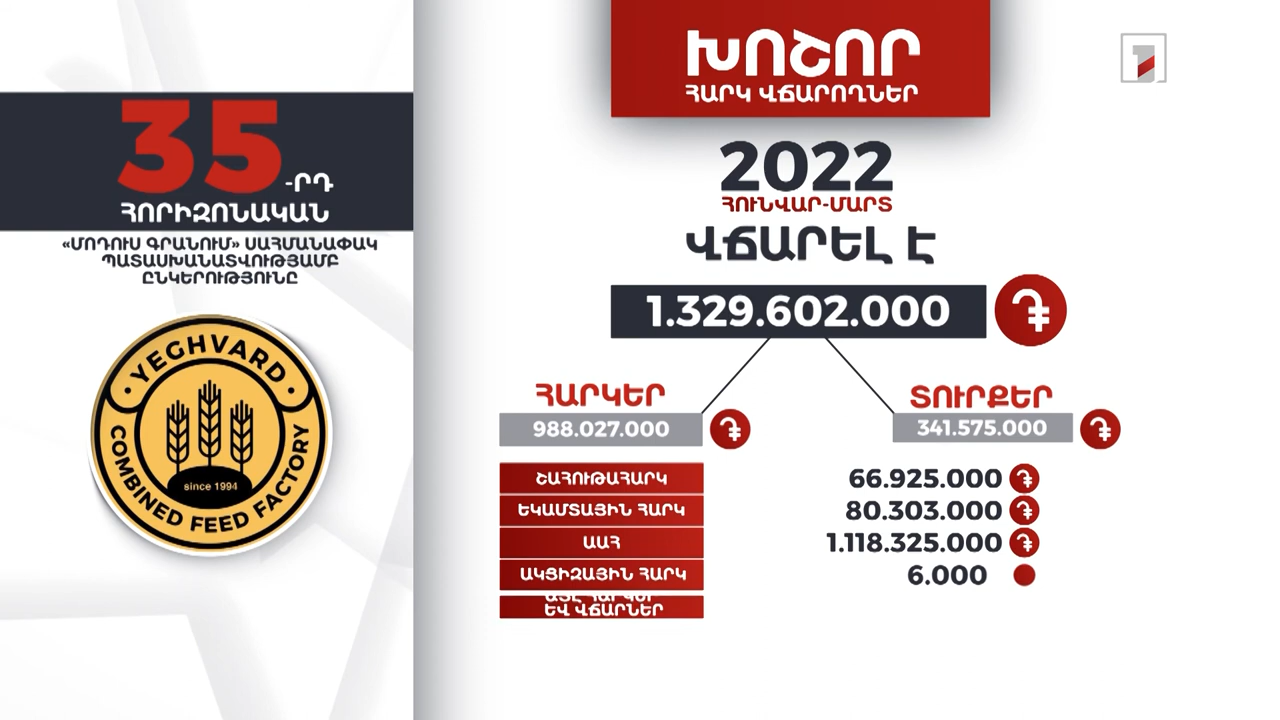 35-ՐԴ
ՀՈՐԻԶՈՆԱԿԱՆ
«ՄՈԴՈՒՍ ԳՐԱՆՈՒՄ» ՍԱՀՄԱՆԱՓԱԿ
ՊԱՏԱՍԽԱՆԱՏՎՈՒԹՅԱՄԲ
ԸՆԿԵՐՈՒԹՅՈՒՆԸ
YEGHVARD
since 1994
COMBINED FEED FACTORY
ԽՈՇՈՐ
ՀԱՐԿ ՎՃԱՐՈՂՆԵՐ
1
2022
ՀՈՒՆՎԱՐ-ՄԱՐՏ
ՎՃԱՐԵԼ Է
1.329.602.000 ֏
ՀԱՐԿԵՐ
988.027.000 ֏
ՏՈՒՐՔԵՐ
341.575.000 ֏
ՇԱՀՈՒԹԱՀԱՐԿ 66.925.000 ֏
ԵԿԱՄՏԱՅԻՆ ՀԱՐԿ 80.303.000 ֏
ԱԱՀ 1.118.325.000 ֏
ԱԿՑԻԶԱՅԻՆ ՀԱՐԿ 6.000
ԵՎ ՎՃԱՐՆԵՐ